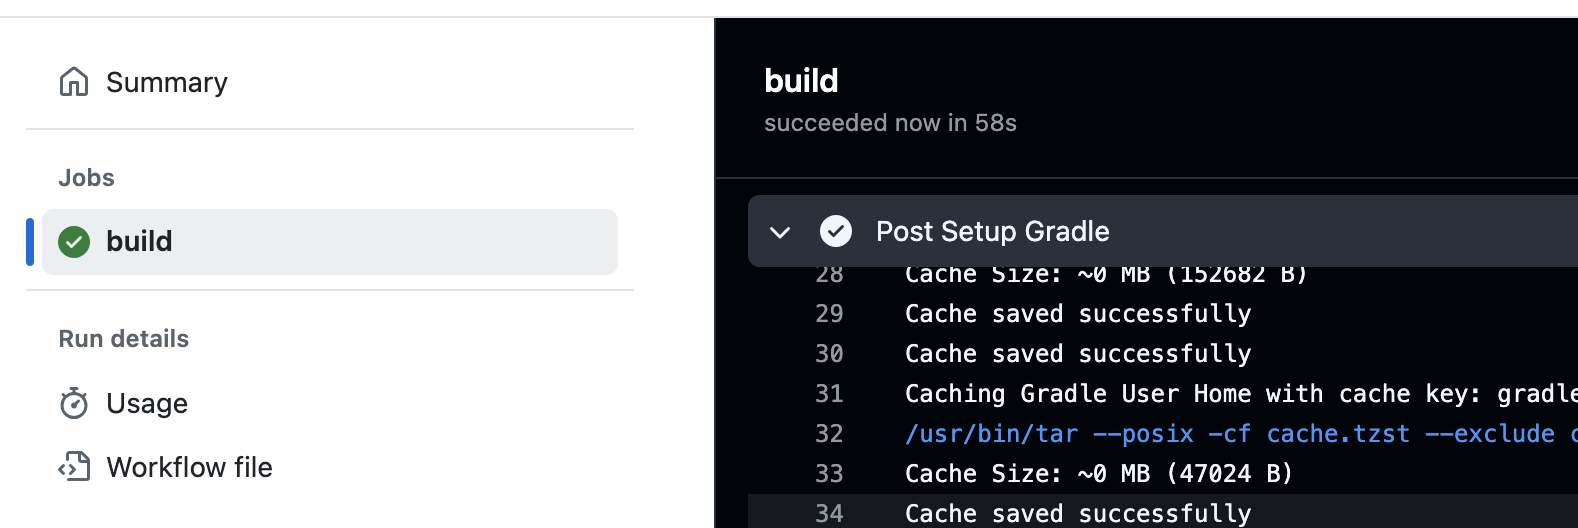 Summary
Jobs
build
Run details
Usage
Workflow file
build
succeeded now in 58s
Post Setup Gradle
28 Cache Size: ~0 MB (152682 B)
29 Cache saved successfully
30 Cache saved successfully
31 Caching Gradle User Home with cache key: gradle
32 /usr/bin/tar --posix -cf cache.tzst --exclude
33 Cache Size: ~0 MB (47024 B)
34 Cache saved successfully